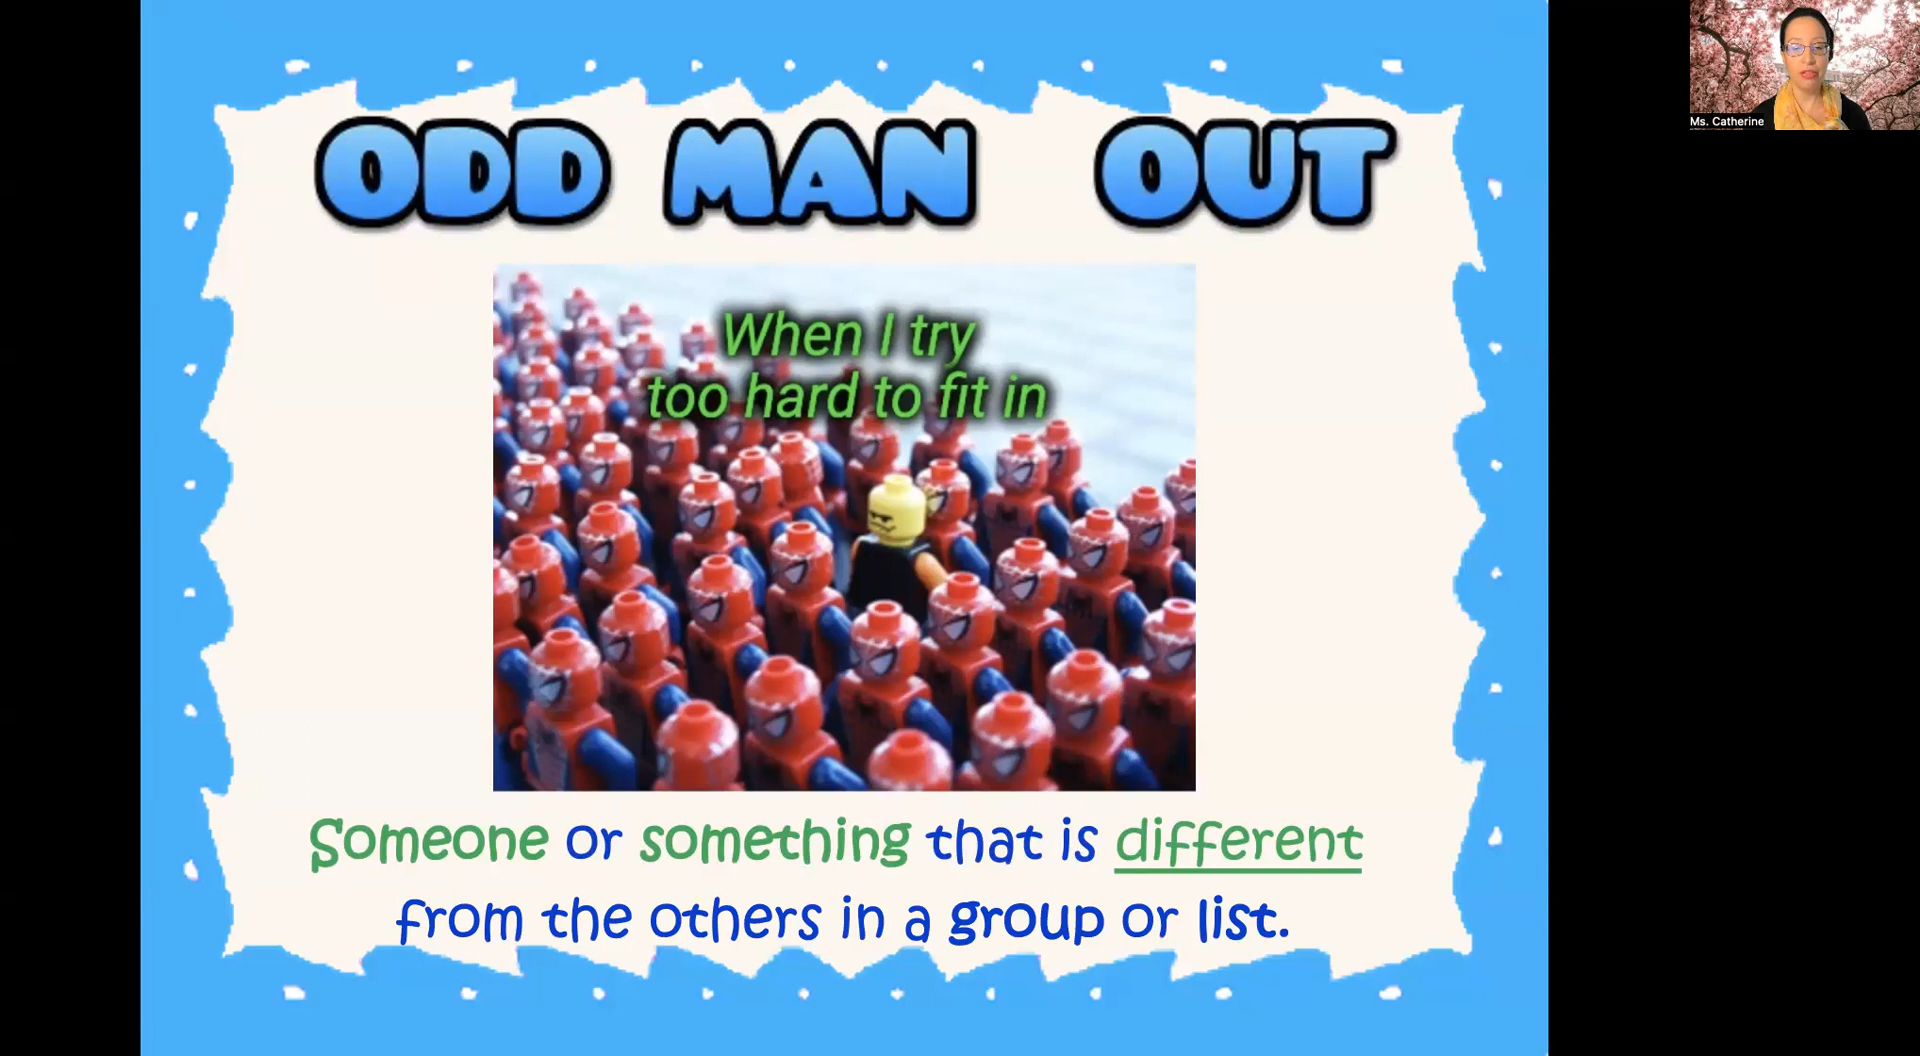 ODD MAN OUT
When I try
too hard to fit in
Someone or something that is different
from the others in a group or list.
Ms. Catherine